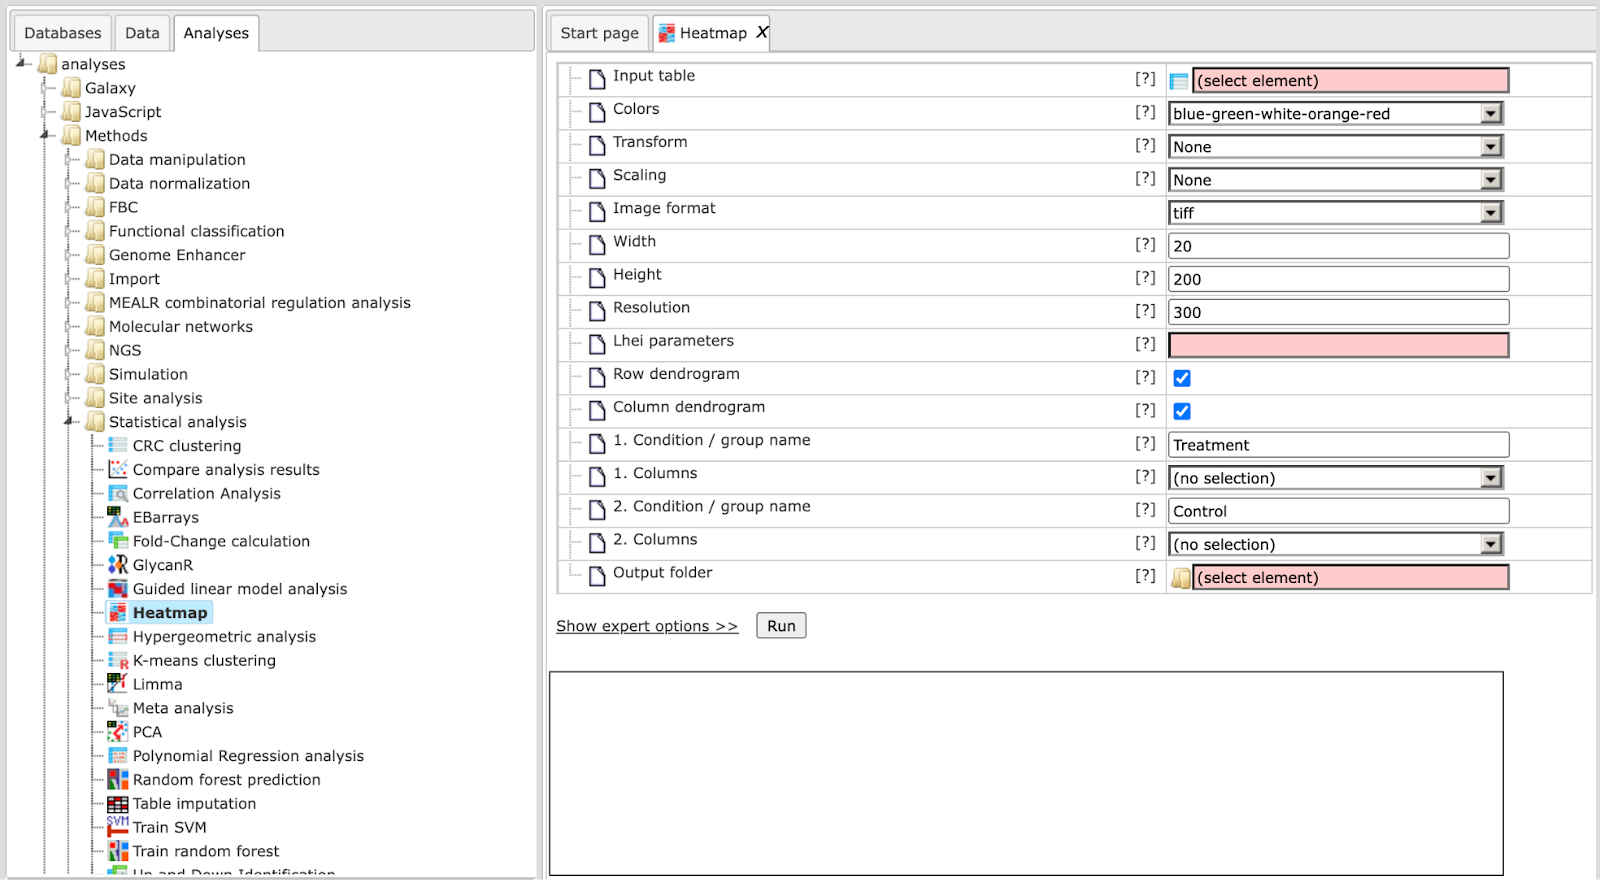 Databases
Data
Analyses
analyses
Galaxy
JavaScript
Methods
Data manipulation
Data normalization
FBC
Functional classification
Genome Enhancer
Import
MEALR combinatorial regulation analysis
Molecular networks
NGS
Simulation
Site analysis
Statistical analysis
CRC clustering
Compare analysis results
Correlation Analysis
EBarrays
Fold-Change calculation
GlycanR
Guided linear model analysis
Heatmap
Hypergeometric analysis
K-means clustering
Limma
Meta analysis
PCA
Polynomial Regression analysis
Random forest prediction
Table imputation
SVM Train SVM
Train random forest
Up and Down Identification
Start page
Heatmap X
Input table [?] (select element)
Colors [?] blue-green-white-orange-red
Transform [?] None
Scaling [?] None
Image format tiff
Width [?] 20
Height [?] 200
Resolution [?] 300
Lhei parameters [?]
Row dendrogram [?]
Column dendrogram [?]
1. Condition / group name [?] Treatment
1. Columns [?] (no selection)
2. Condition / group name [?] Control
2. Columns [?] (no selection)
Output folder [?] (select element)
Show expert options >> Run